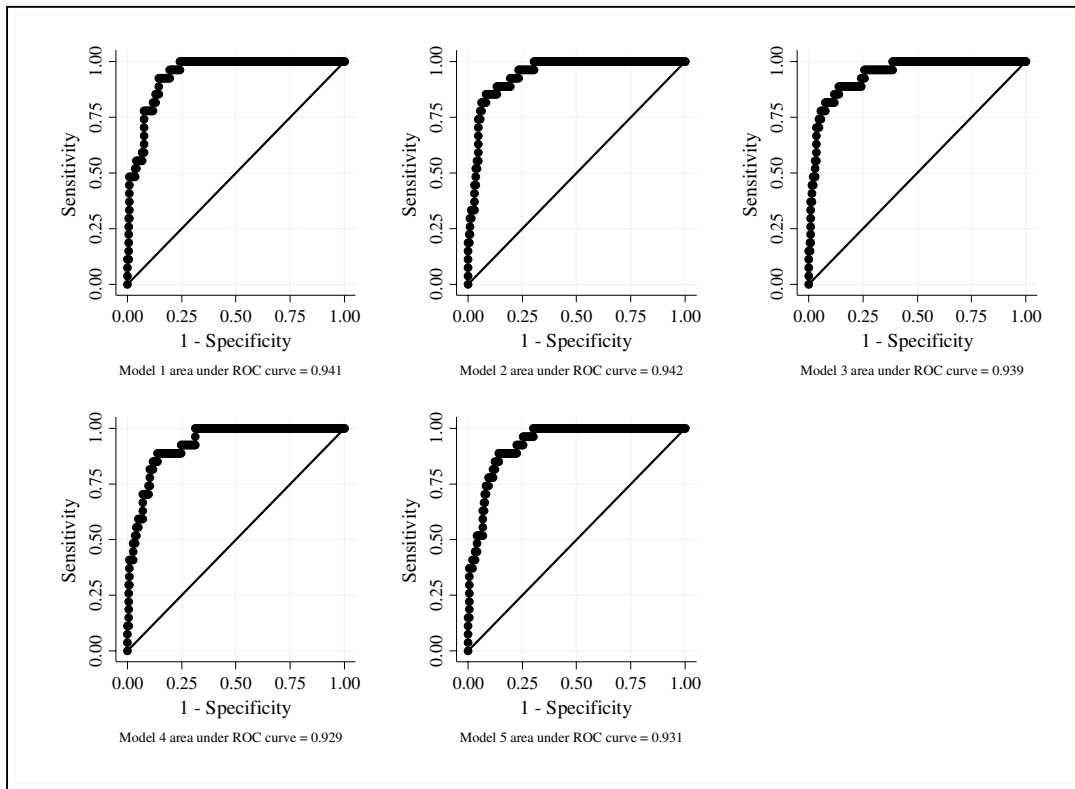 1.00
0.75
0.50
0.25
0.00
Sensitivity
0.00 0.25 0.50 0.75 1.00
1 - Specificity
Model 1 area under ROC curve = 0.941
1.00
0.75
0.50
0.25
0.00
Sensitivity
0.00 0.25 0.50 0.75 1.00
1 - Specificity
Model 2 area under ROC curve = 0.942
1.00
0.75
0.50
0.25
0.00
Sensitivity
0.00 0.25 0.50 0.75 1.00
1 - Specificity
Model 3 area under ROC curve = 0.939
1.00
0.75
0.50
0.25
0.00
Sensitivity
0.00 0.25 0.50 0.75 1.00
1 - Specificity
Model 4 area under ROC curve = 0.929
1.00
0.75
0.50
0.25
0.00
Sensitivity
0.00 0.25 0.50 0.75 1.00
1 - Specificity
Model 5 area under ROC curve = 0.931